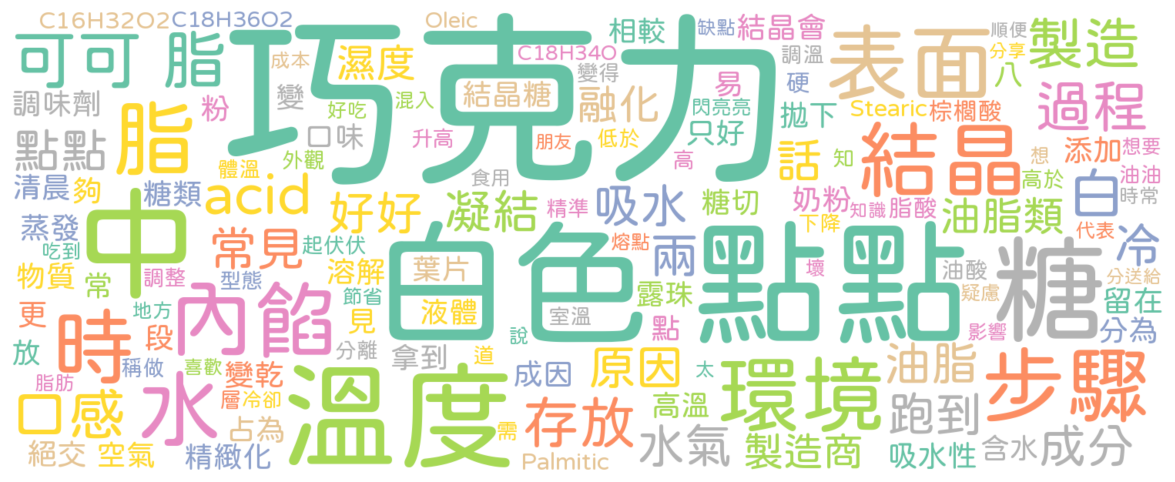 C16H32O2 C18H36O2 Oleic 相較 缺點 結晶會 順便
可可 脂 成本 濕度 巧克力 C18H34O 調溫 表面 分享 製造
調味劑 粉 變 好吃 混入 結晶糖 融化 變得 易 閃亮亮 硬 拋下 八 Stearic 棕櫚酸 過程
點點 脂 口味 升高 朋友 低於 只好 話 知 結晶 想 添加 想要
清晨 夠 糖類 體溫 外觀 食用 高 奶粉 高於 油油
蒸發 acid 好好 凝結 精準 吸水 糖切 知識 脂酸 油脂類 白 時常
吃到 中 常見 起伏伏 白色 熔點 兩 下降 點點 糖 代表 冷
物質 常 調整 型態 溶解 葉片 壞 油酸 分送給
更 時 地方 內餡 節省 見 液體 室溫 露珠 疑慮 留在
放 段 稱做 分離 說 點 影響 分為
脂肪 喜歡 變乾 拿到 道 成因 原因 太 環境 油脂 步驟
口感 水 層 冷卻 溫度 需 存放 高溫 跑到
絕交 空氣 占為 精緻化 Palmitic 水氣 製造商 吸水性 含水 成分